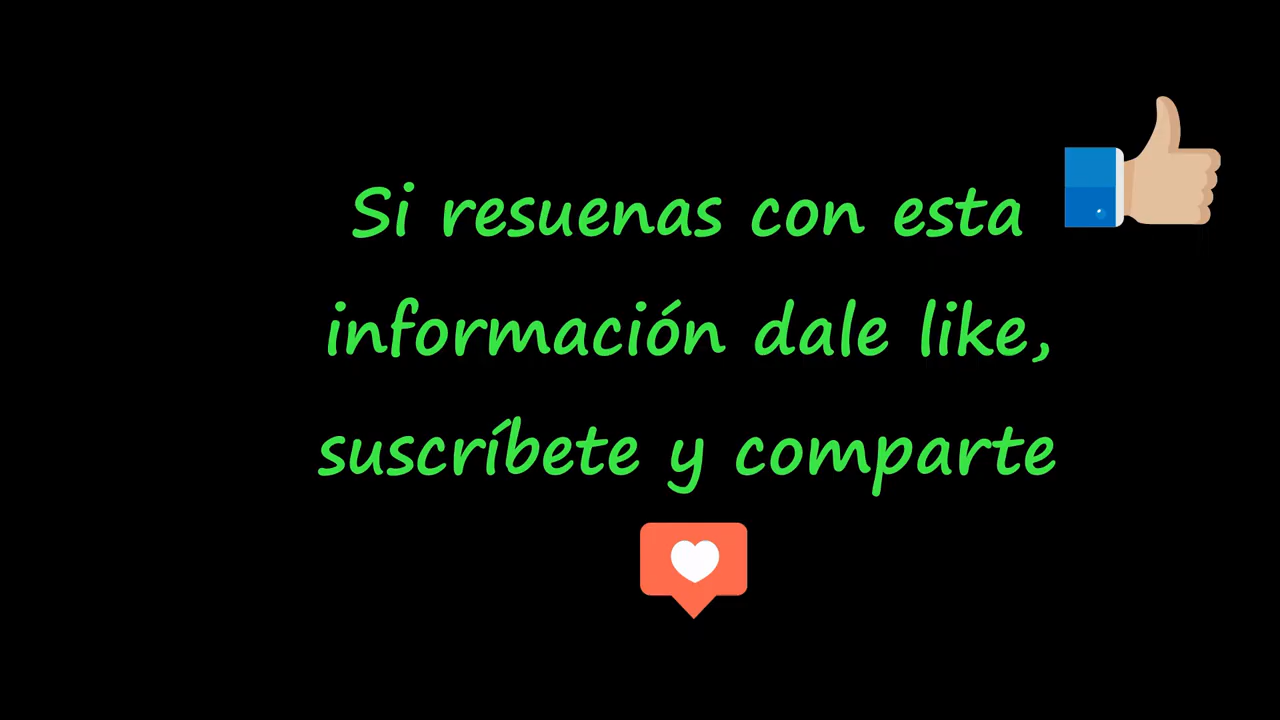 Si resuenas con esta
información dale like,
suscríbete y comparte